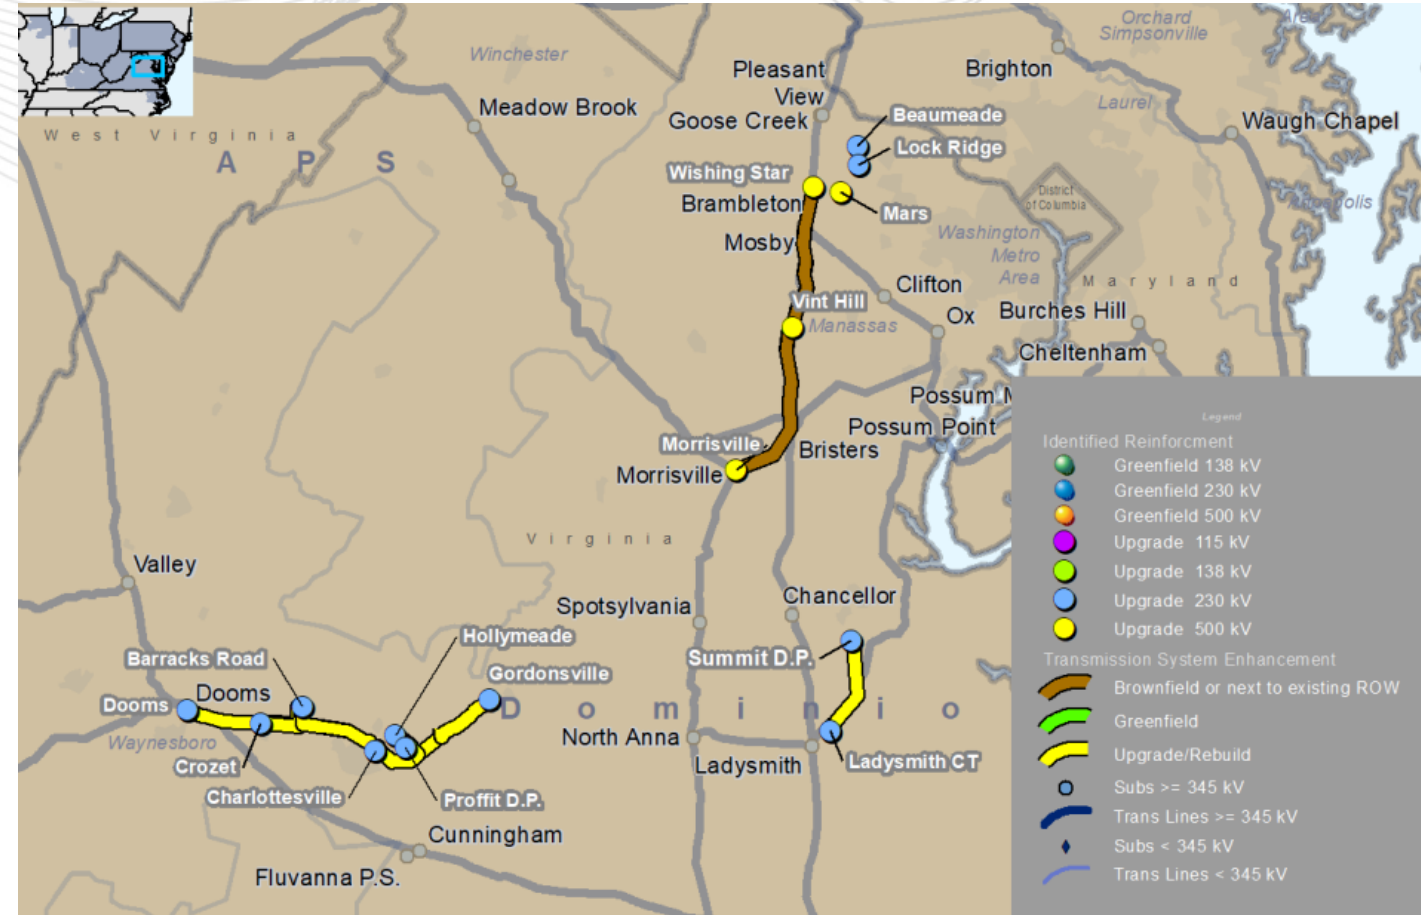 Orchard
Simpsonville
Area
Winchester
Pleasant
View
Brighton
Meadow Brook
Laurel
Beaumeade
Goose Creek
Waugh Chapel
West Virginia
A P S
Lock Ridge
Wishing Star
District
of Columbia
Brambleton
Mars
Mosby
Washington
Metro
Area
Maryland
Clifton
Vint Hill
Manassas
Ox
Burches Hill
Cheltenham
Possum
Possum Point
Morrisville
Bristers
Morrisville
Virginia
Valley
Chancellor
Spotsylvania
Hollymeade
Summit D.P.
Barracks Road
Gordonsville
Dooms
Dooms
D o m i n i o
Waynesboro
North Anna
Crozet
Ladysmith
Ladysmith CT
Charlottesville
Proffit D.P.
Cunningham
Fluvanna P.S.
Legend
Identified Reinforcment
Greenfield 138 kV
Greenfield 230 kV
Greenfield 500 kV
Upgrade 115 kV
Upgrade 138 kV
Upgrade 230 kV
Upgrade 500 kV
Transmission System Enhancement
Brownfield or next to existing ROW
Greenfield
Upgrade/Rebuild
Subs >= 345 kV
Trans Lines >= 345 kV
Subs < 345 kV
Trans Lines < 345 kV